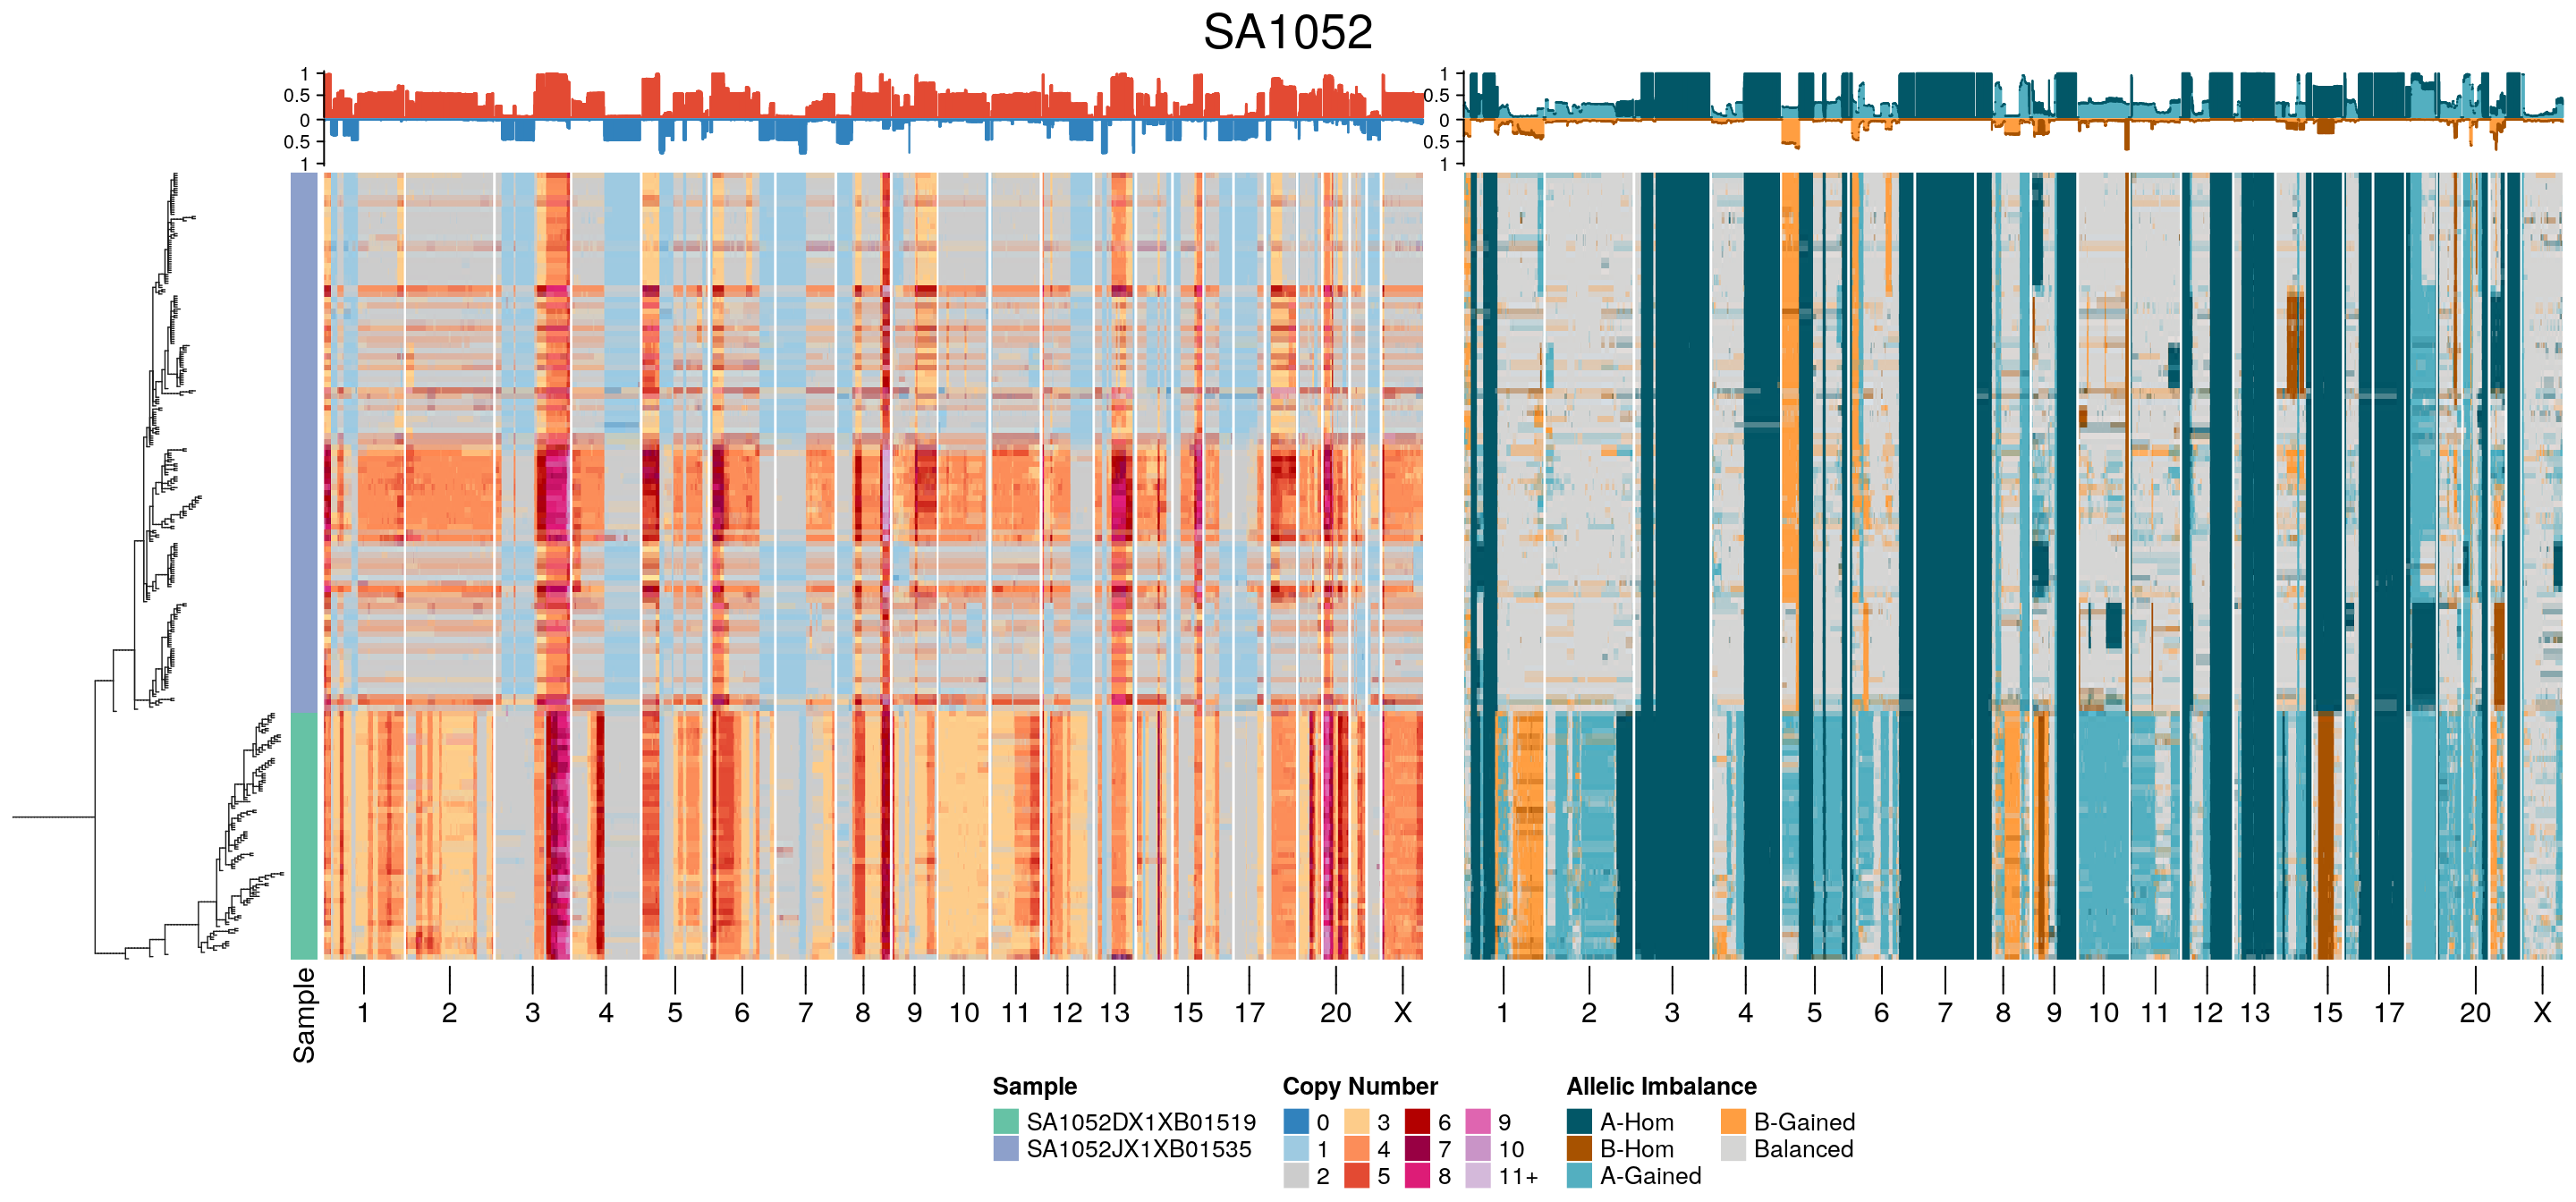 SA1052
1
0.5
0
0.5
1
1
0.5
0
0.5
1
Sample
1 2 3 4 5 6 7 8 9 10 11 12 13 15 17 20 X
1 2 3 4 5 6 7 8 9 10 11 12 13 15 17 20 X
Sample
SA1052DX1XB01519
SA1052JX1XB01535
Copy Number
0 3 6 9
1 4 7 10
2 5 8 11+
Allelic Imbalance
A-Hom B-Gained
B-Hom Balanced
A-Gained